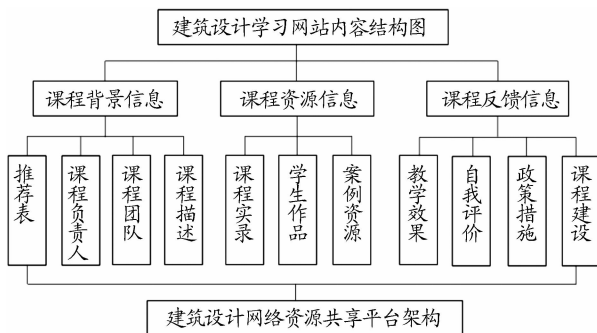 建筑设计学习网站内容结构图
课程背景信息
课程资源信息
课程反馈信息
推荐表
课程负责人
课程团队
课程描述
课程实录
学生作品
案例资源
教学效果
自我评价
政策措施
课程建设
建筑设计网络资源共享平台架构